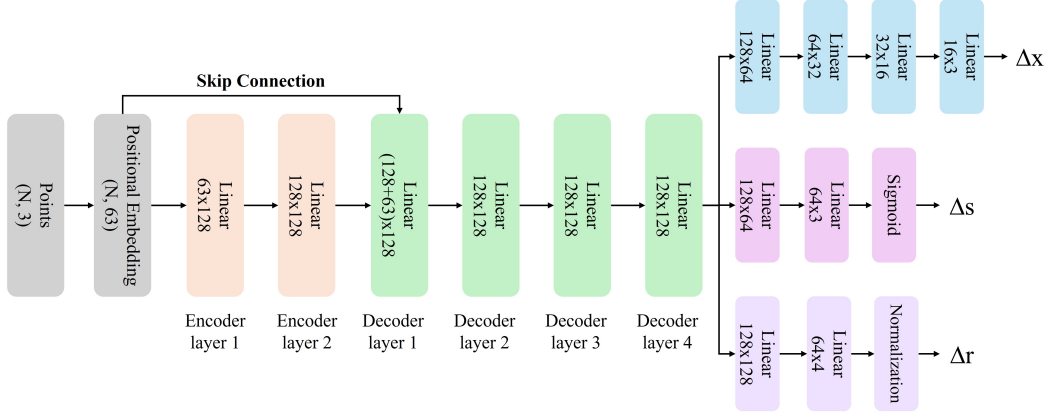 Skip Connection
Points
(N, 3)
Positional Embedding
(N, 63)
Linear
63x128
Linear
128x128
Linear
(128+63)x128
Linear
128x128
Linear
128x128
Linear
128x128
Encoder
layer 1
Encoder
layer 2
Decoder
layer 1
Decoder
layer 2
Decoder
layer 3
Decoder
layer 4
Linear
128x64
Linear
64x32
Linear
32x16
Linear
16x3
Δx
Linear
128x64
Linear
64x3
Sigmoid
Δs
Linear
128x128
Linear
64x4
Normalization
Δr